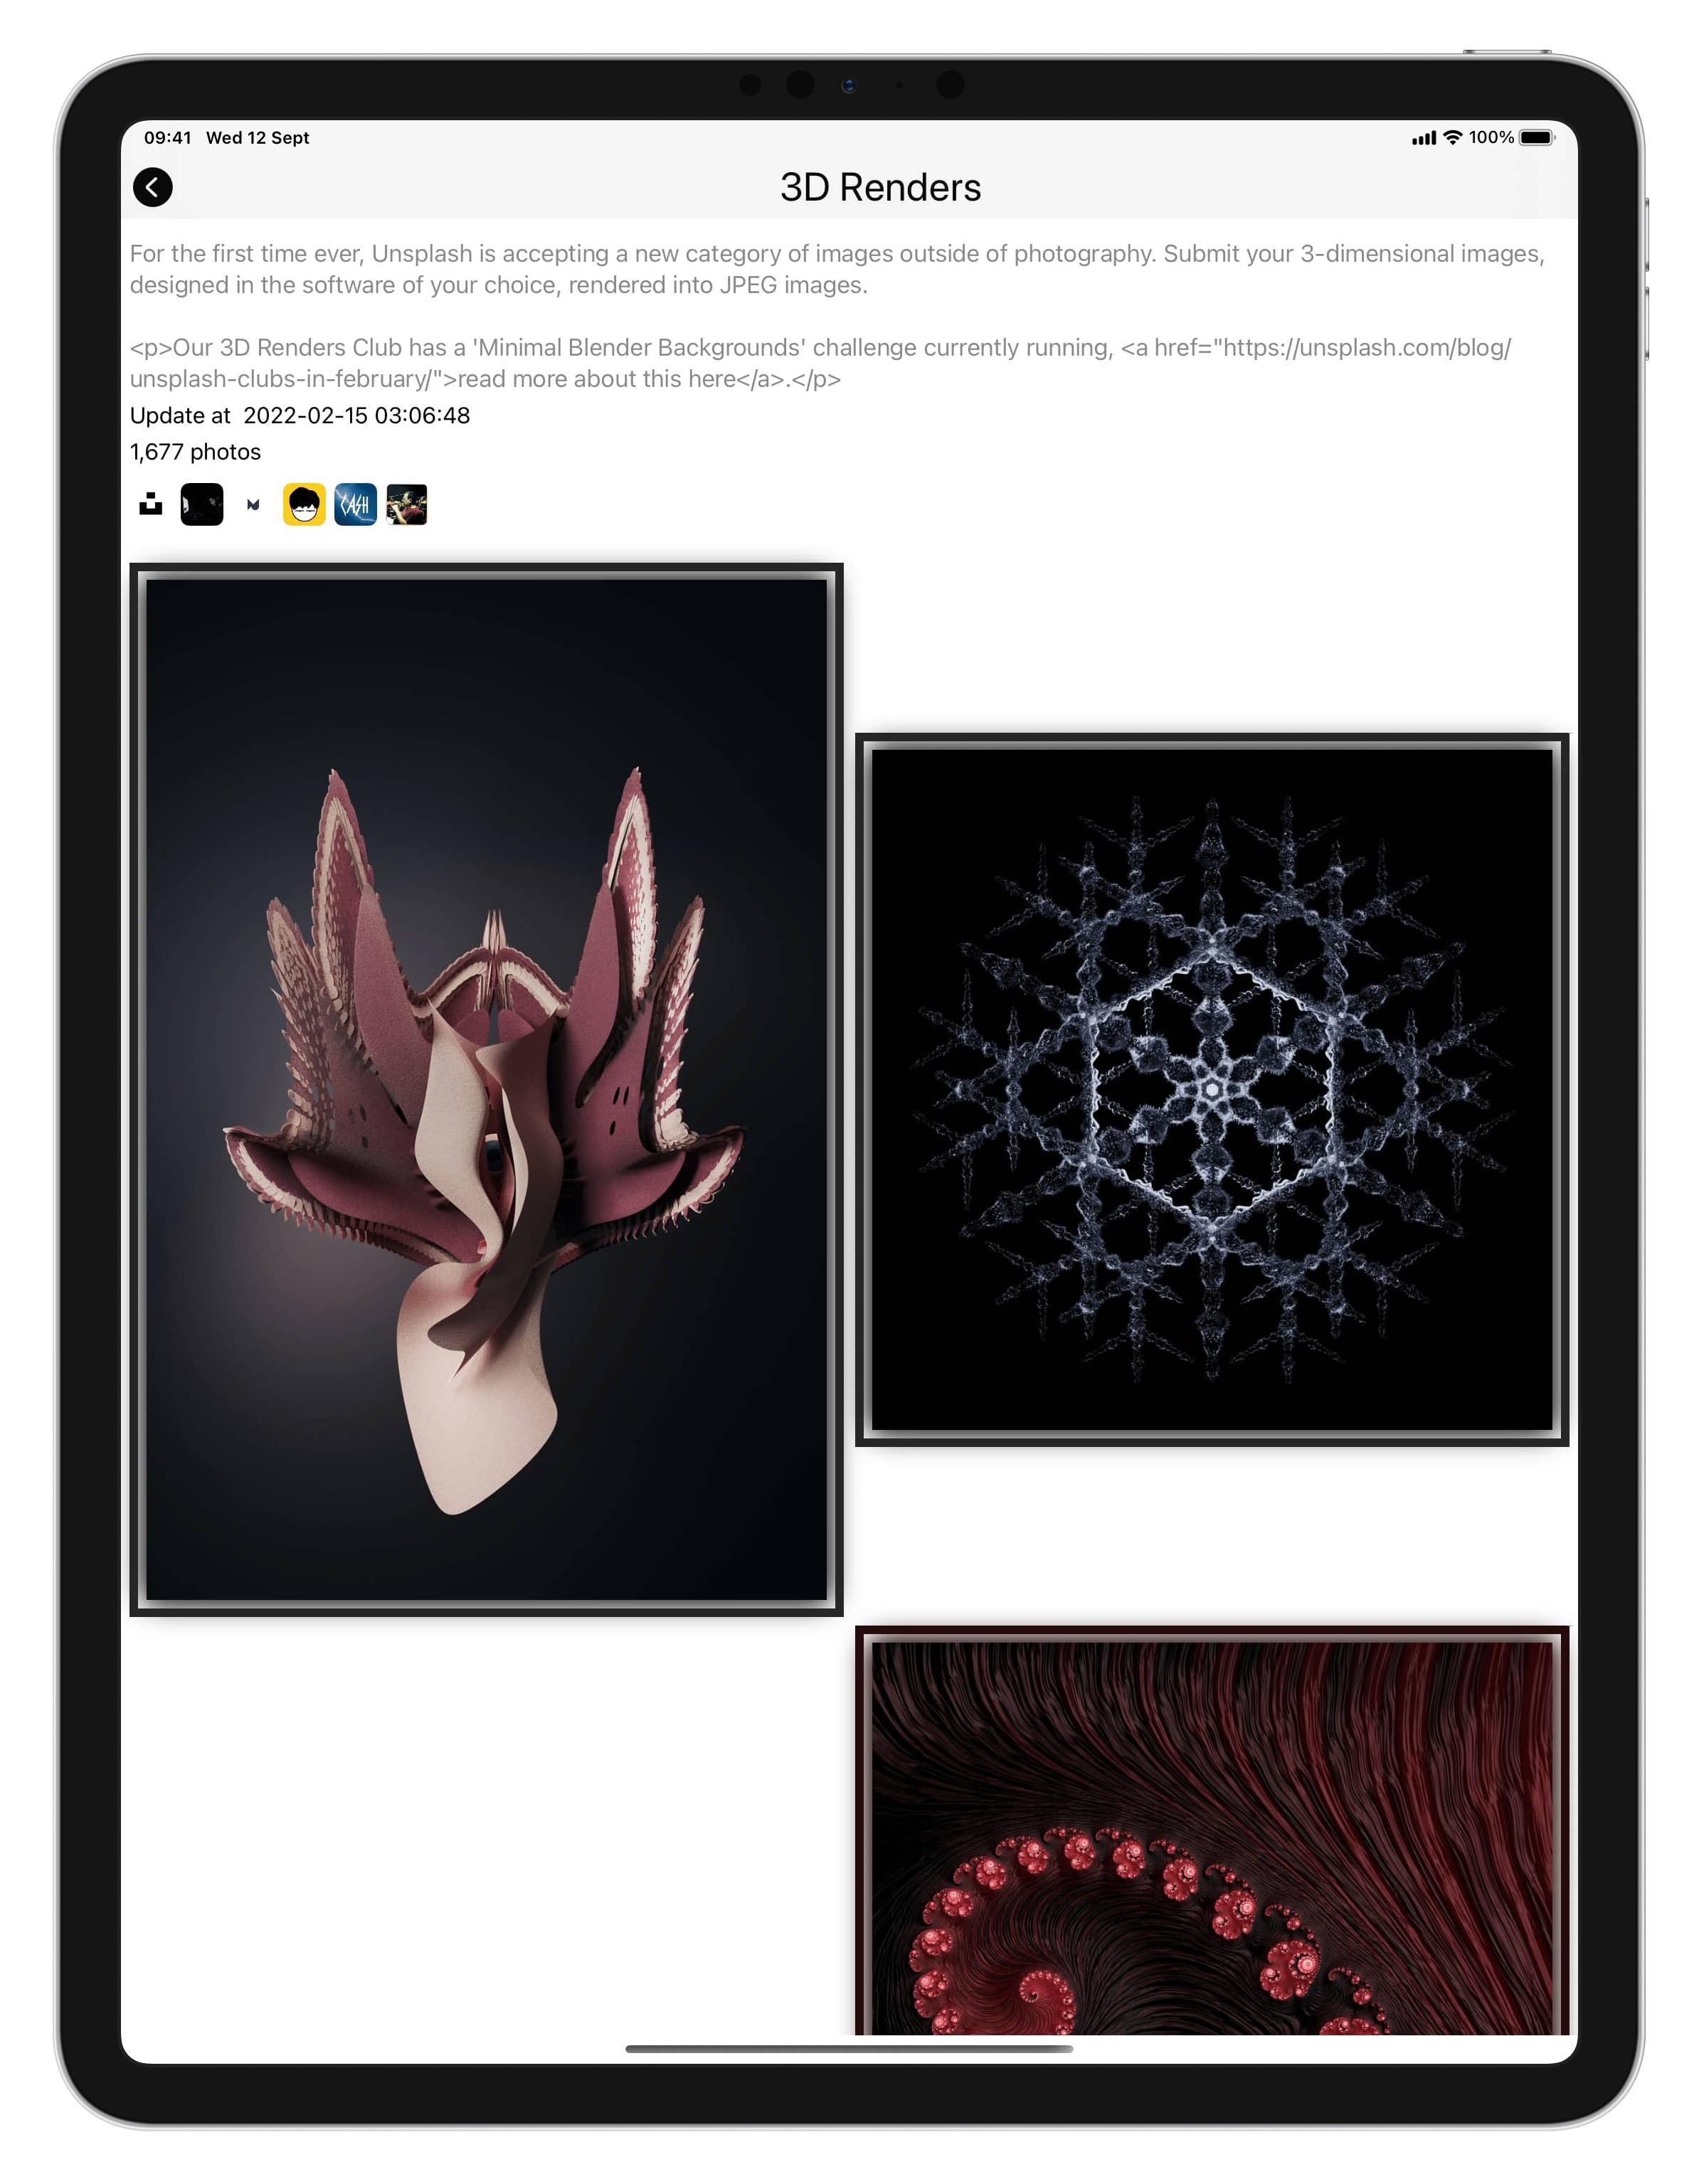 09:41 Wed 12 Sept
100%
3D Renders
For the first time ever, Unsplash is accepting a new category of images outside of photography. Submit your 3-dimensional images,
designed in the software of your choice, rendered into JPEG images.
<p>Our 3D Renders Club has a 'Minimal Blender Backgrounds' challenge currently running, <a href="https://unsplash.com/blog/
unsplash-clubs-in-february/">read more about this here</a>.</p>
Update at 2022-02-15 03:06:48
1,677 photos
CASH